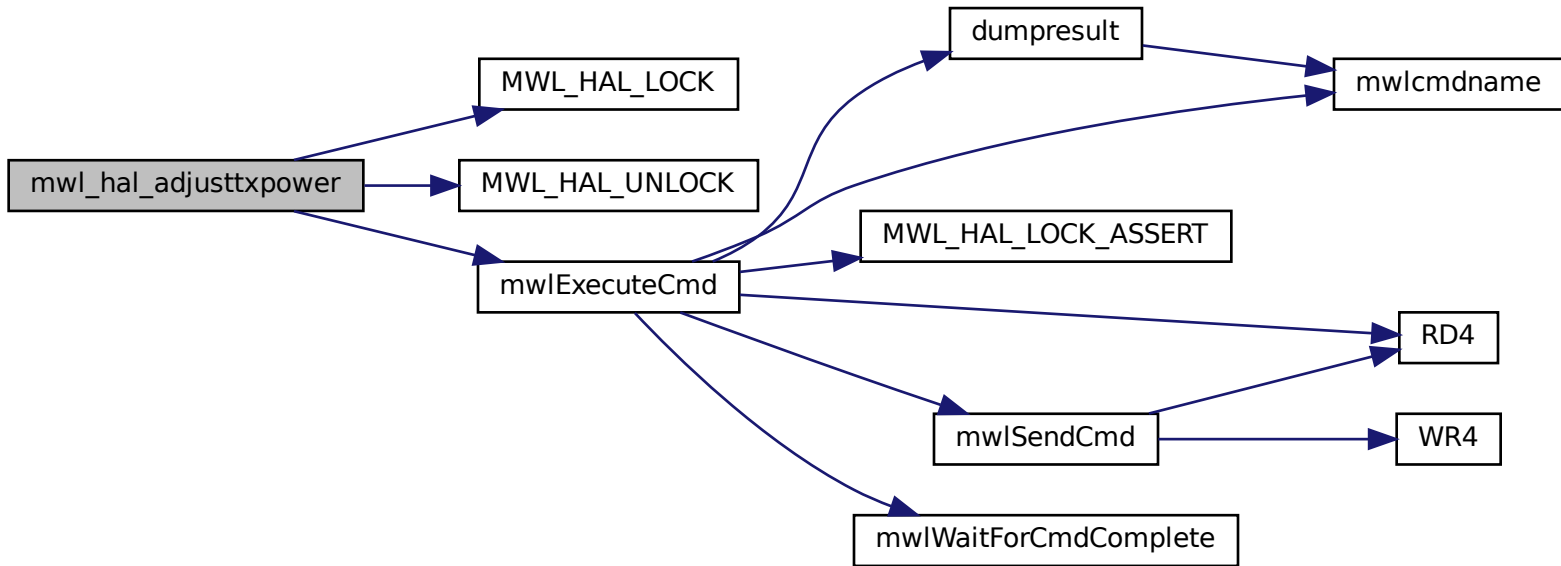 dumpresult
MWL_HAL_LOCK
mwlcmdname
mwl_hal_adjusttxpower
MWL_HAL_UNLOCK
MWL_HAL_LOCK_ASSERT
mwlExecuteCmd
RD4
mwlSendCmd
WR4
mwlWaitForCmdComplete